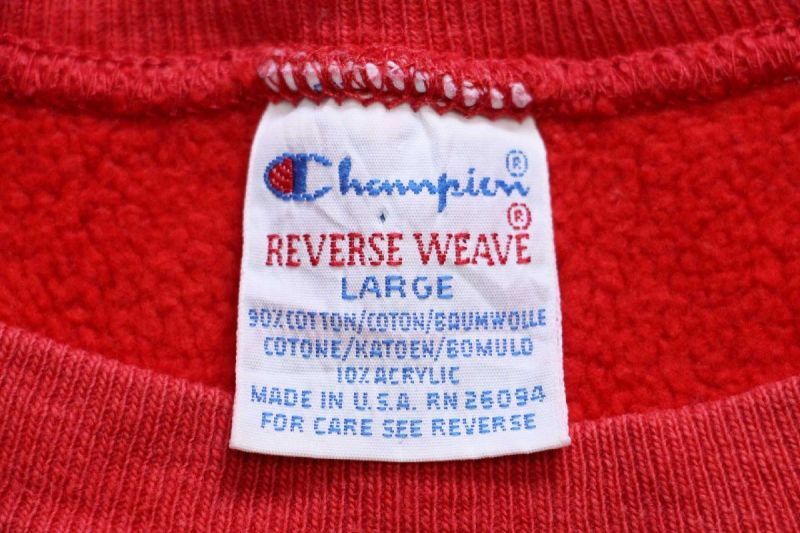 Champion®
REVERSE WEAVE®
LARGE
90% COTTON/COTON/BAUMWOLLE
COTONE/KATOEN/BOMULD
10% ACRYLIC
MADE IN U.S.A. RN 26094
FOR CARE SEE REVERSE